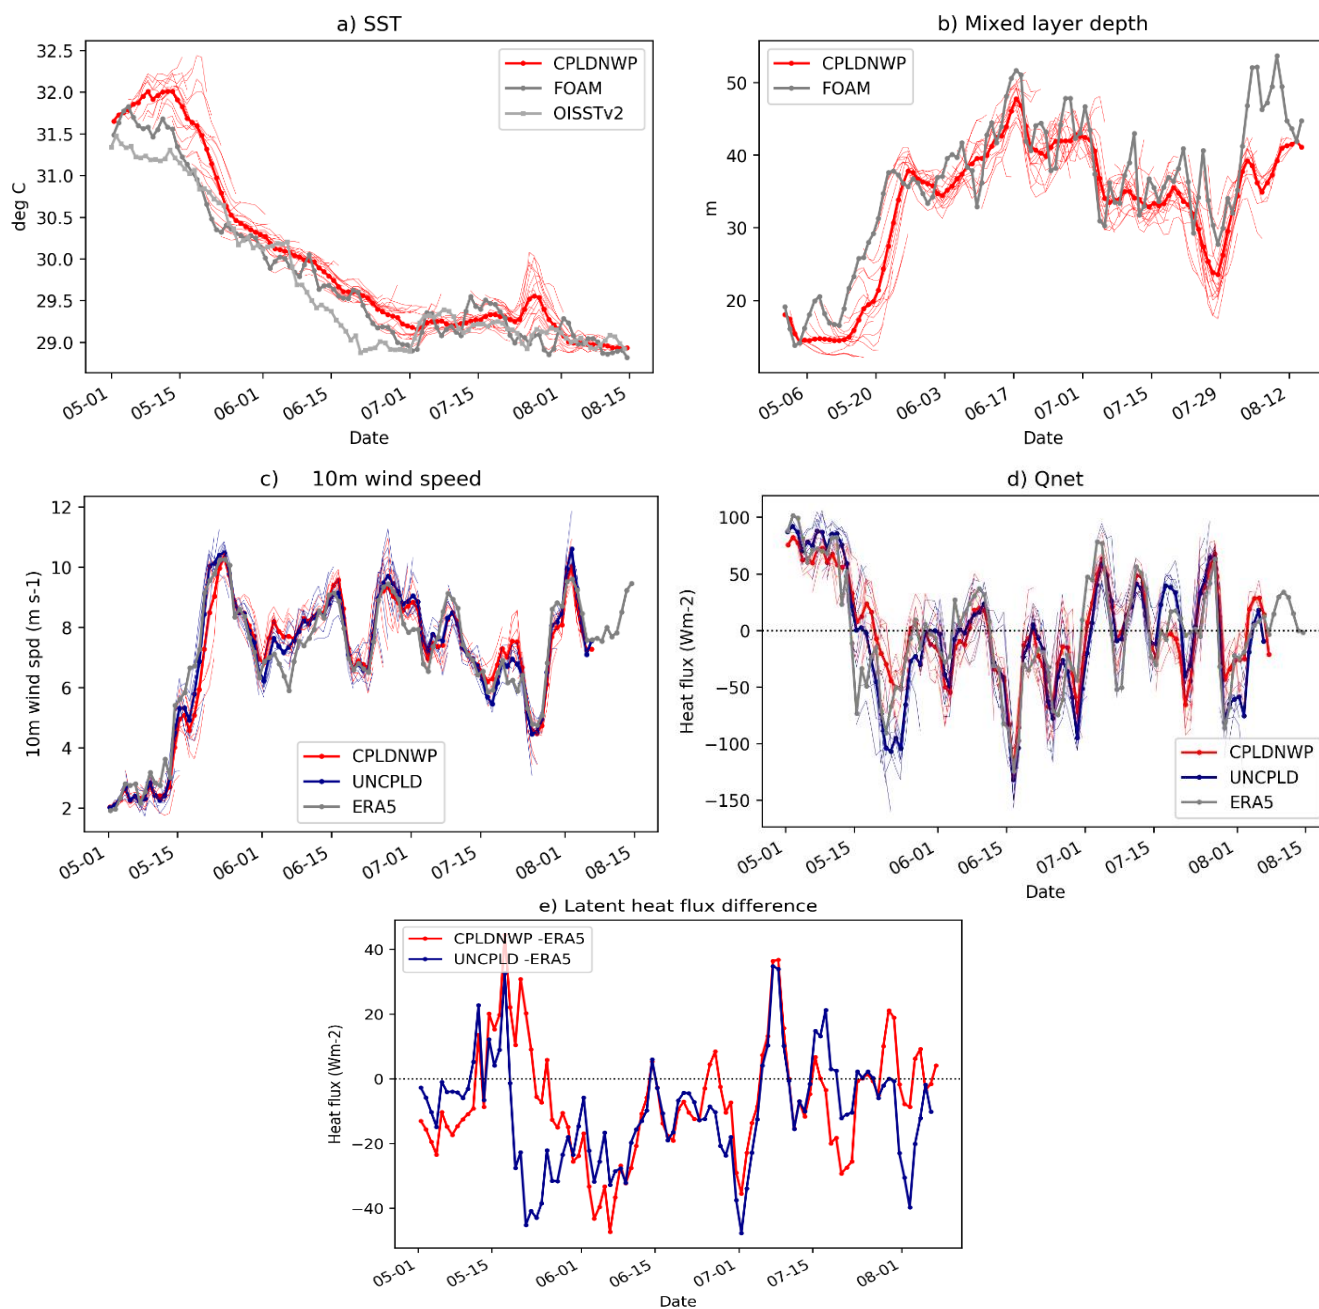 a) SST
32.5
32.0
31.5
31.0
30.5
30.0
29.5
29.0
deg C
CPLDNWP
FOAM
OISSTv2
05-01
05-15
06-01
06-15
07-01
07-15
08-01
08-15
Date
b) Mixed layer depth
50
40
30
20
m
CPLDNWP
FOAM
05-06
05-20
06-03
06-17
07-01
07-15
07-29
08-12
Date
c) 10m wind speed
12
10
8
6
4
2
10m wind spd (m s-1)
CPLDNWP
UNCPLD
ERA5
05-01
05-15
06-01
06-15
07-01
07-15
08-01
08-15
d) Qnet
100
50
0
−50
−100
−150
Heat flux (Wm-2)
CPLDNWP
UNCPLD
ERA5
05-01
05-15
06-01
06-15
07-01
07-15
08-01
08-15
Date
e) Latent heat flux difference
40
20
0
−20
−40
Heat flux (Wm-2)
CPLDNWP -ERA5
UNCPLD -ERA5
05-01
05-15
06-01
06-15
07-01
07-15
08-01
Date